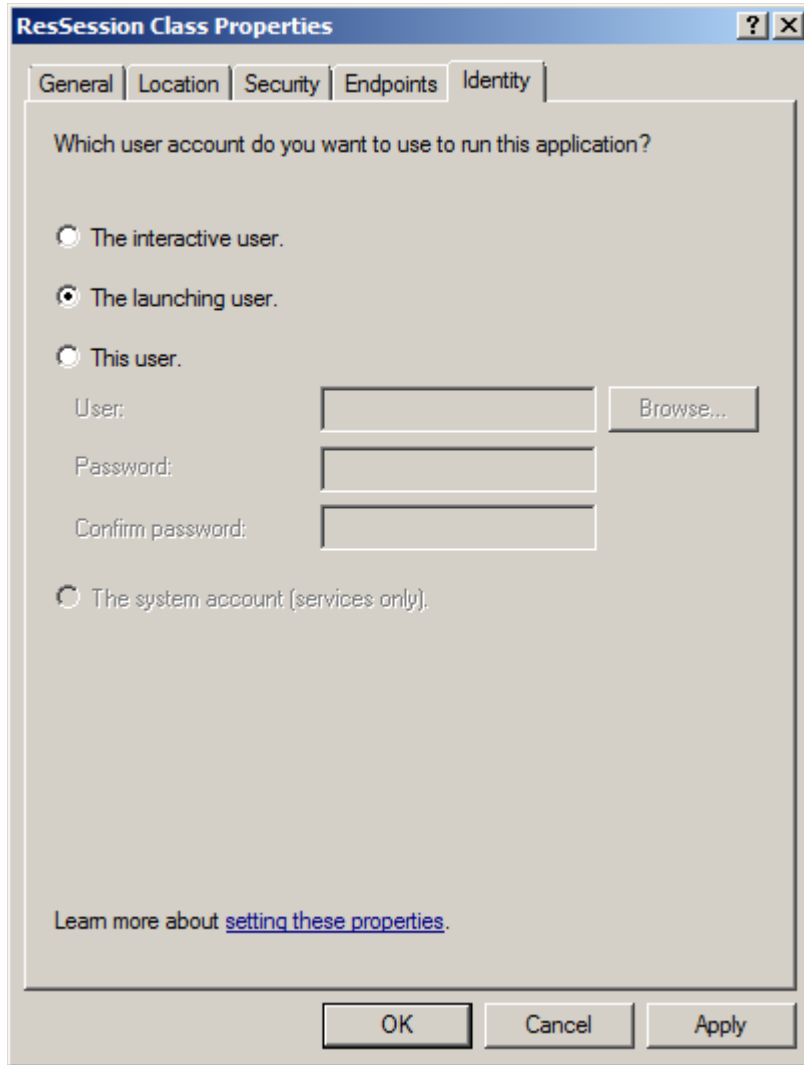 ResSession Class Properties
General Location Security Endpoints Identity
Which user account do you want to use to run this application?
The interactive user.
The launching user.
This user.
User: Browse...
Password:
Confirm password:
The system account (services only).
Learn more about setting these properties.
OK Cancel Apply